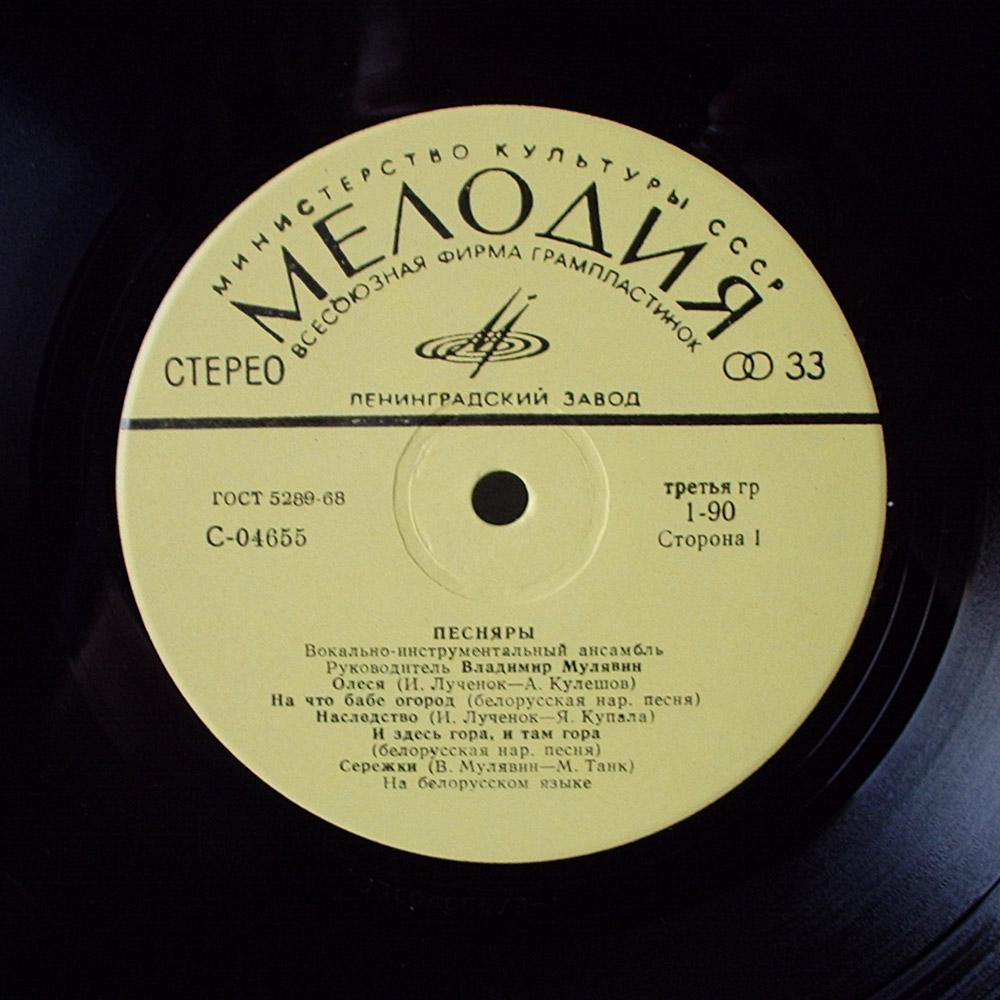 МИНИСТЕРСТВО КУЛЬТУРЫ СССР
МЕЛОДИЯ
ВСЕСОЮЗНАЯ ФИРМА ГРАМПЛАСТИНОК
СТЕРЕО
33
ЛЕНИНГРАДСКИЙ ЗАВОД
ГОСТ 5289-68
С-04655
третья гр
1-90
Сторона 1
ПЕСНЯРЫ
Вокально-инструментальный ансамбль
Руководитель Владимир Мулявин
Олеся (И. Лученок—А. Кулешов)
На что бабе огород (белорусская нар. песня)
Наследство (И. Лученок—Я. Купала)
И здесь гора, и там гора
(белорусская нар. песня)
Сережки (В. Мулявин—М. Танк)
На белорусском языке